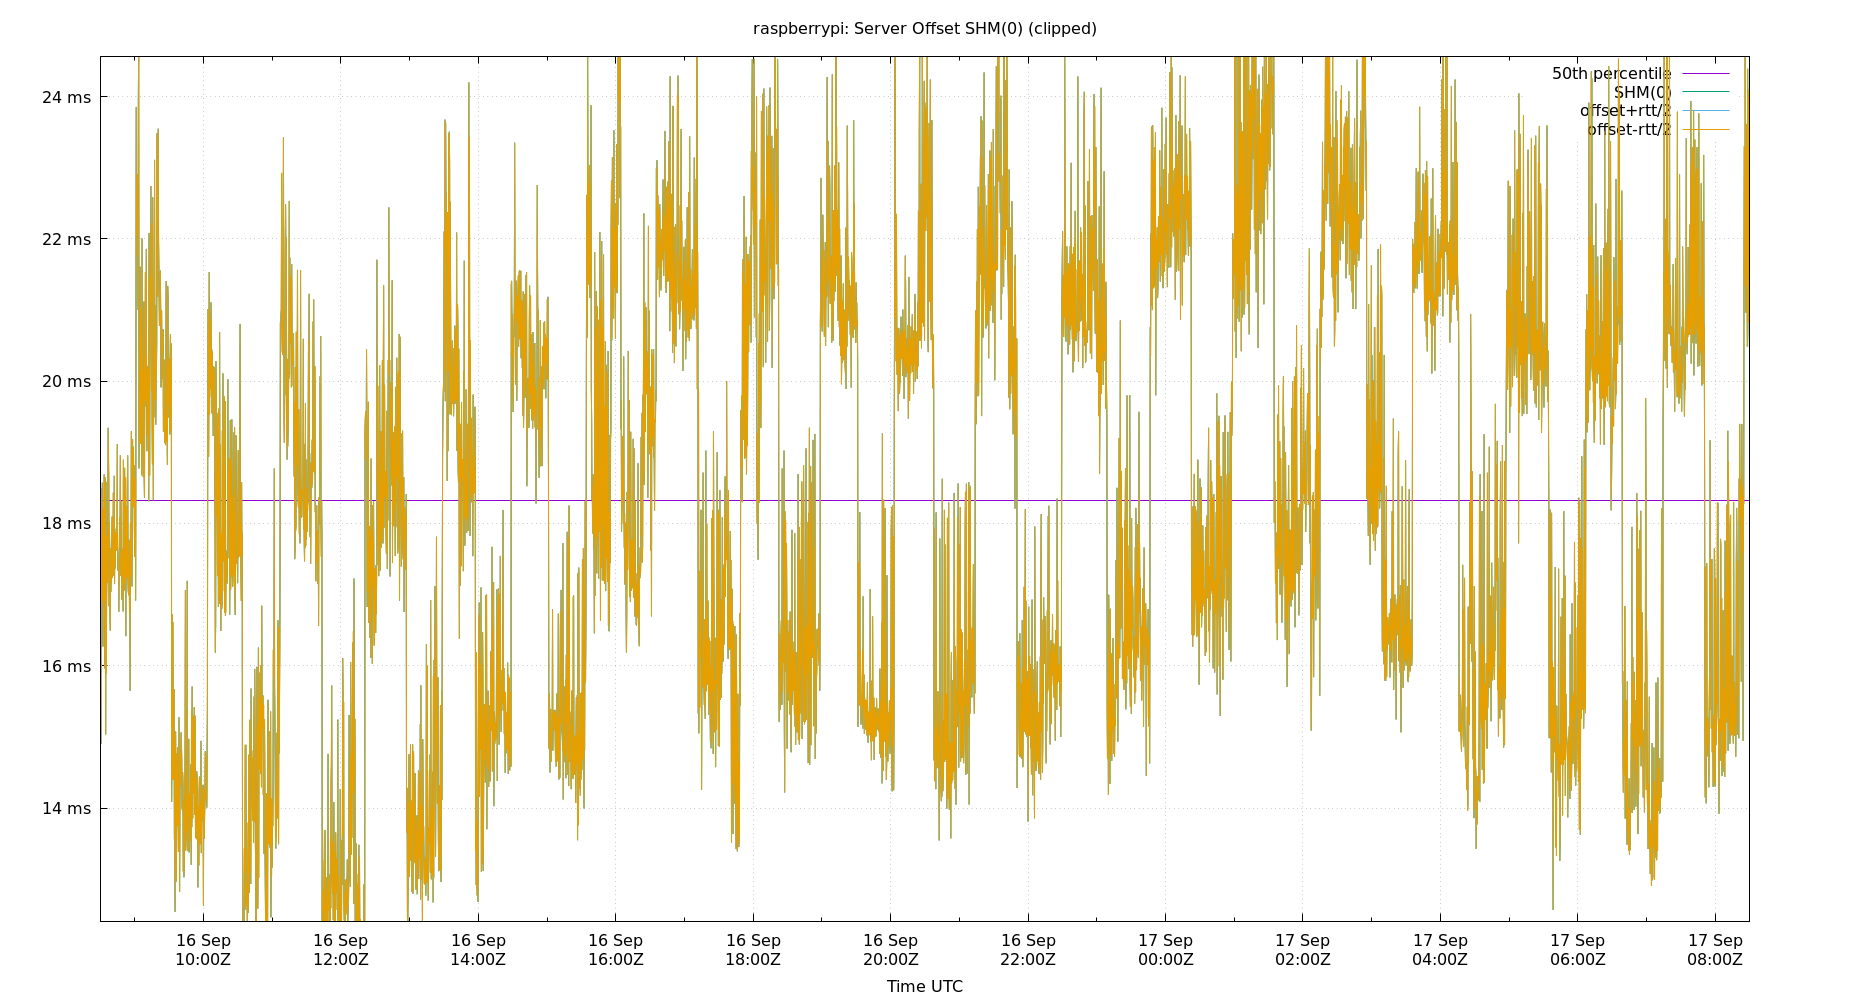 raspberrypi: Server Offset SHM(0) (clipped)
24 ms
22 ms
20 ms
18 ms
16 ms
14 ms
50th percentile
SHM(0)
offset+rtt/2
offset-rtt/2
16 Sep
10:00Z
16 Sep
12:00Z
16 Sep
14:00Z
16 Sep
16:00Z
16 Sep
18:00Z
16 Sep
20:00Z
16 Sep
22:00Z
17 Sep
00:00Z
17 Sep
02:00Z
17 Sep
04:00Z
17 Sep
06:00Z
17 Sep
08:00Z
Time UTC